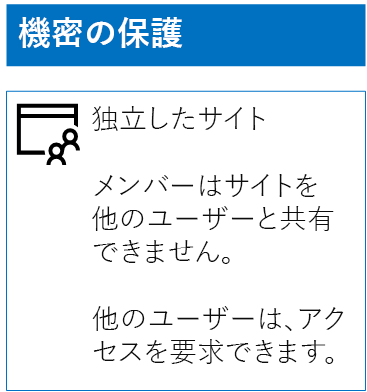 機密の保護
独立したサイト
メンバーはサイトを
他のユーザーと共有
できません。
他のユーザーは、アク
セスを要求できます。